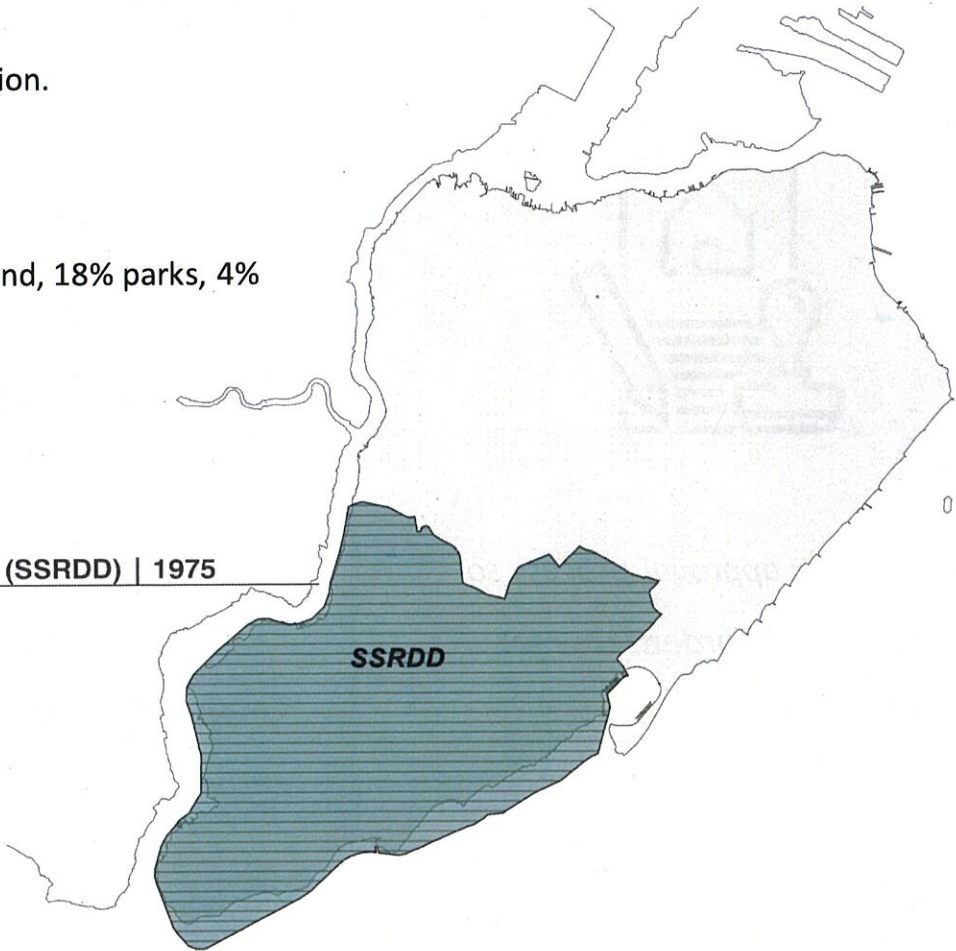 ion.
nd, 18% parks, 4%
(SSRDD) | 1975
SSRDD